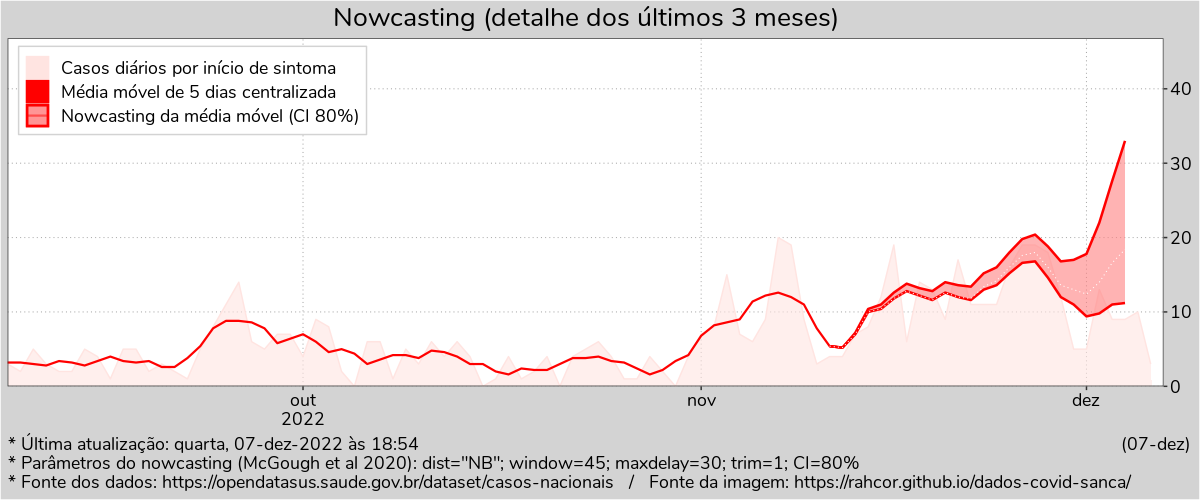 Nowcasting (detalhe dos últimos 3 meses)
Casos diários por início de sintoma
Média móvel de 5 dias centralizada
Nowcasting da média móvel (CI 80%)
40
30
20
10
0
out
2022
nov
dez
* Última atualização: quarta, 07-dez-2022 às 18:54
(07-dez)
* Parâmetros do nowcasting (McGough et al 2020): dist="NB"; window=45; maxdelay=30; trim=1; CI=80%
* Fonte dos dados: https://opendatasus.saude.gov.br/dataset/casos-nacionais / Fonte da imagem: https://rahcor.github.io/dados-covid-sanca/